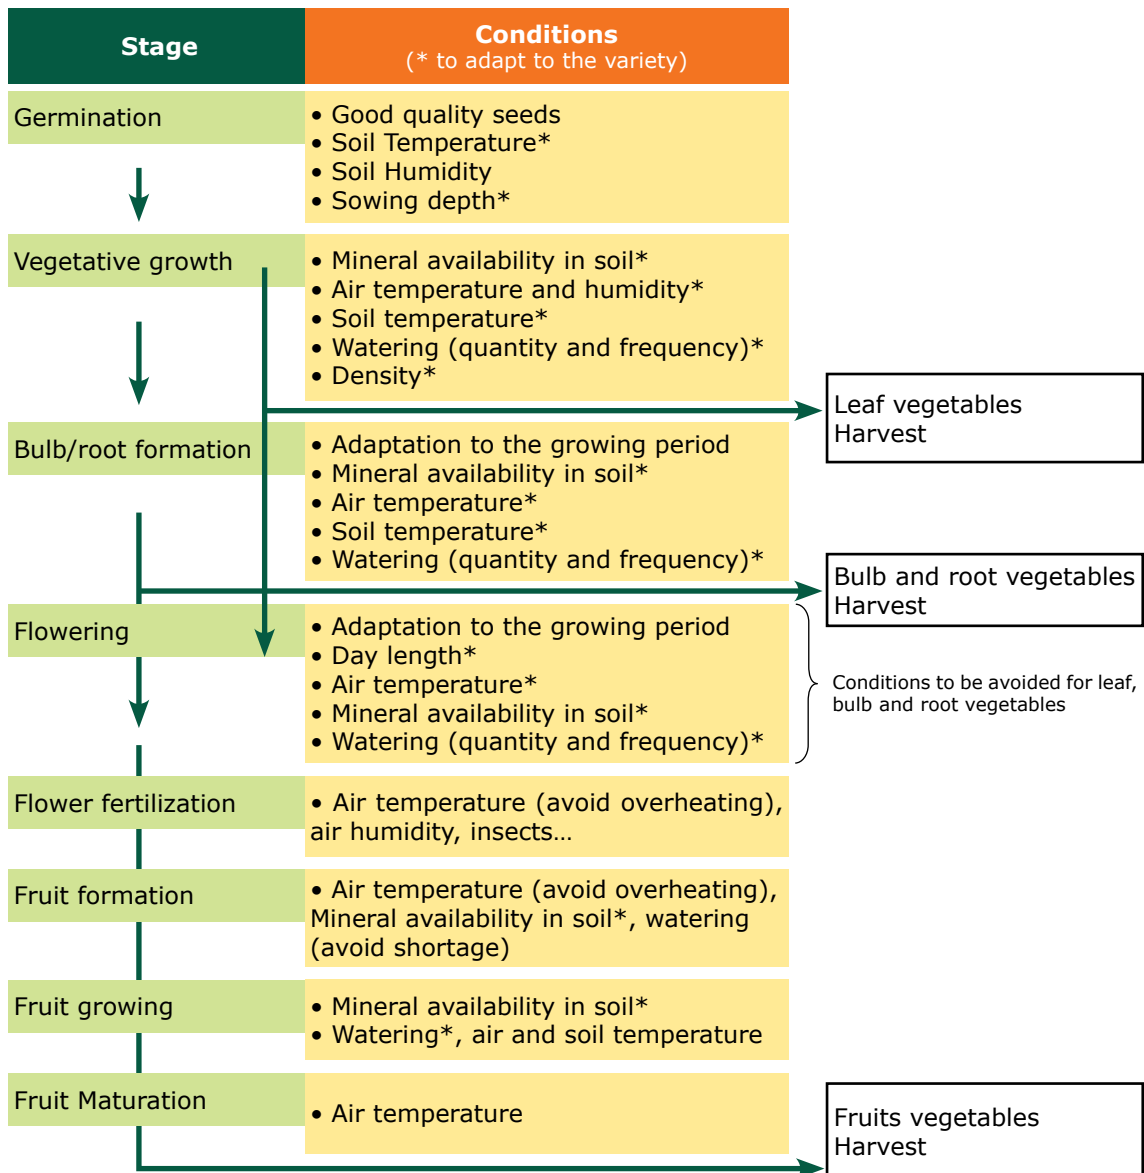 Stage
Conditions
(* to adapt to the variety)
Germination
• Good quality seeds
• Soil Temperature*
• Soil Humidity
• Sowing depth*
Vegetative growth
• Mineral availability in soil*
• Air temperature and humidity*
• Soil temperature*
• Watering (quantity and frequency)*
• Density*
Leaf vegetables
Harvest
Bulb/root formation
• Adaptation to the growing period
• Mineral availability in soil*
• Air temperature*
• Soil temperature*
• Watering (quantity and frequency)*
Bulb and root vegetables
Harvest
Flowering
• Adaptation to the growing period
• Day length*
• Air temperature*
• Mineral availability in soil*
• Watering (quantity and frequency)*
Conditions to be avoided for leaf,
bulb and root vegetables
Flower fertilization
• Air temperature (avoid overheating),
air humidity, insects…
Fruit formation
• Air temperature (avoid overheating),
Mineral availability in soil*, watering
(avoid shortage)
Fruit growing
• Mineral availability in soil*
• Watering*, air and soil temperature
Fruit Maturation
• Air temperature
Fruits vegetables
Harvest